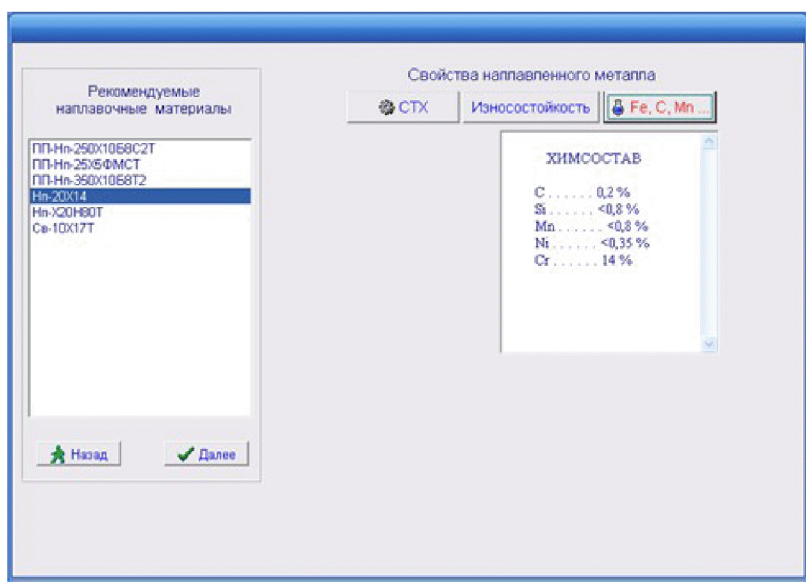 Рекомендуемые
наплавочные материалы
ПП-Нп-250Х10Б8С2Т
ПП-Нп-25Х5ФМСТ
ПП-Нп-350Х10Б8Т2
Нп-20Х14
Нп-Х20Н80Т
Св-10Х17Т
Назад
Далее
Свойства наплавленного металла
СТХ
Износостойкость
Fe, C, Mn ...
ХИМСОСТАВ
C . . . . . . 0,2 %
Si . . . . . . <0,8 %
Mn . . . . . . <0,8 %
Ni . . . . . . <0,35 %
Cr . . . . . . 14 %